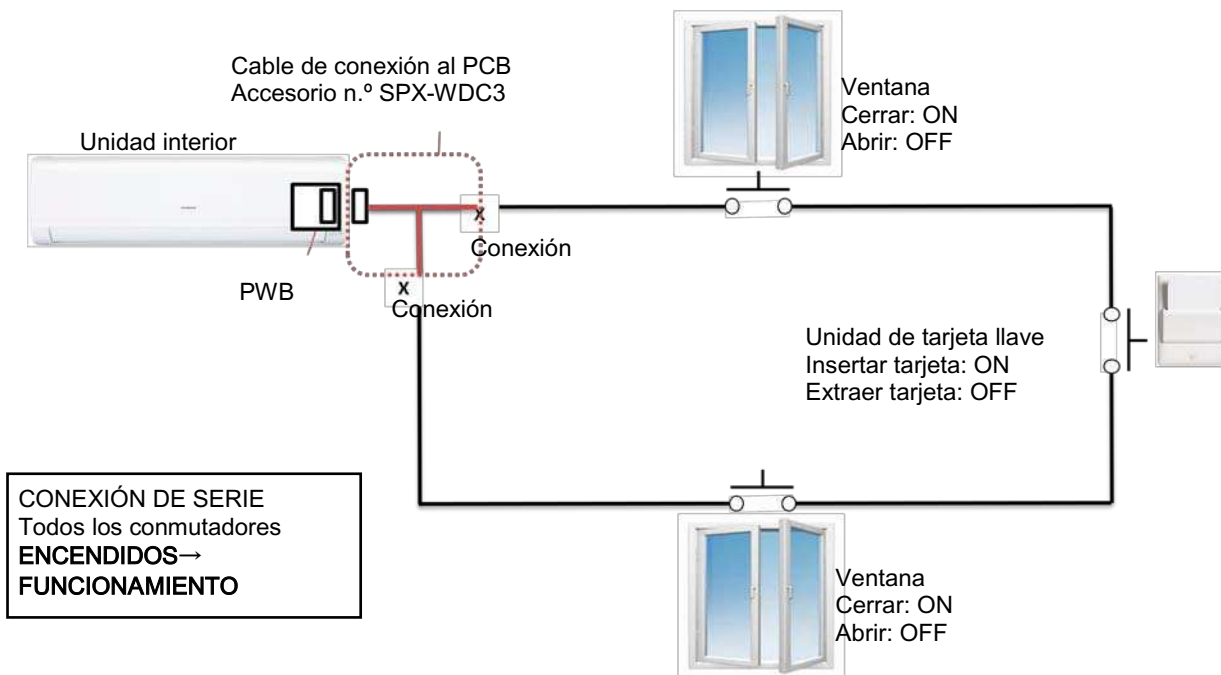 Cable de conexión al PCB
Accesorio n.º SPX-WDC3
Unidad interior
Ventana
Cerrar: ON
Abrir: OFF
X
Conexión
PWB
X
Conexión
Unidad de tarjeta llave
Insertar tarjeta: ON
Extraer tarjeta: OFF
CONEXIÓN DE SERIE
Todos los conmutadores
ENCENDIDOS→
FUNCIONAMIENTO
Ventana
Cerrar: ON
Abrir: OFF